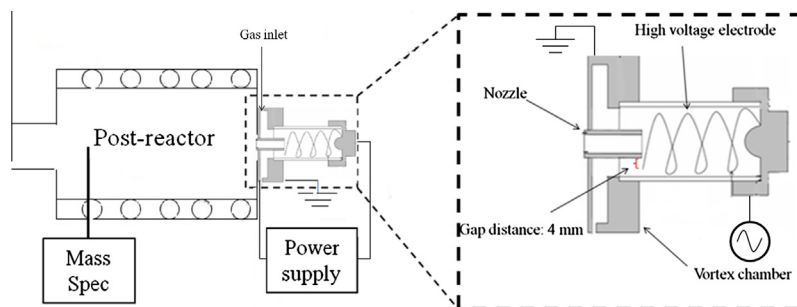 Gas inlet
Post-reactor
Mass
Spec
Power
supply
High voltage electrode
Nozzle
Gap distance: 4 mm
Vortex chamber